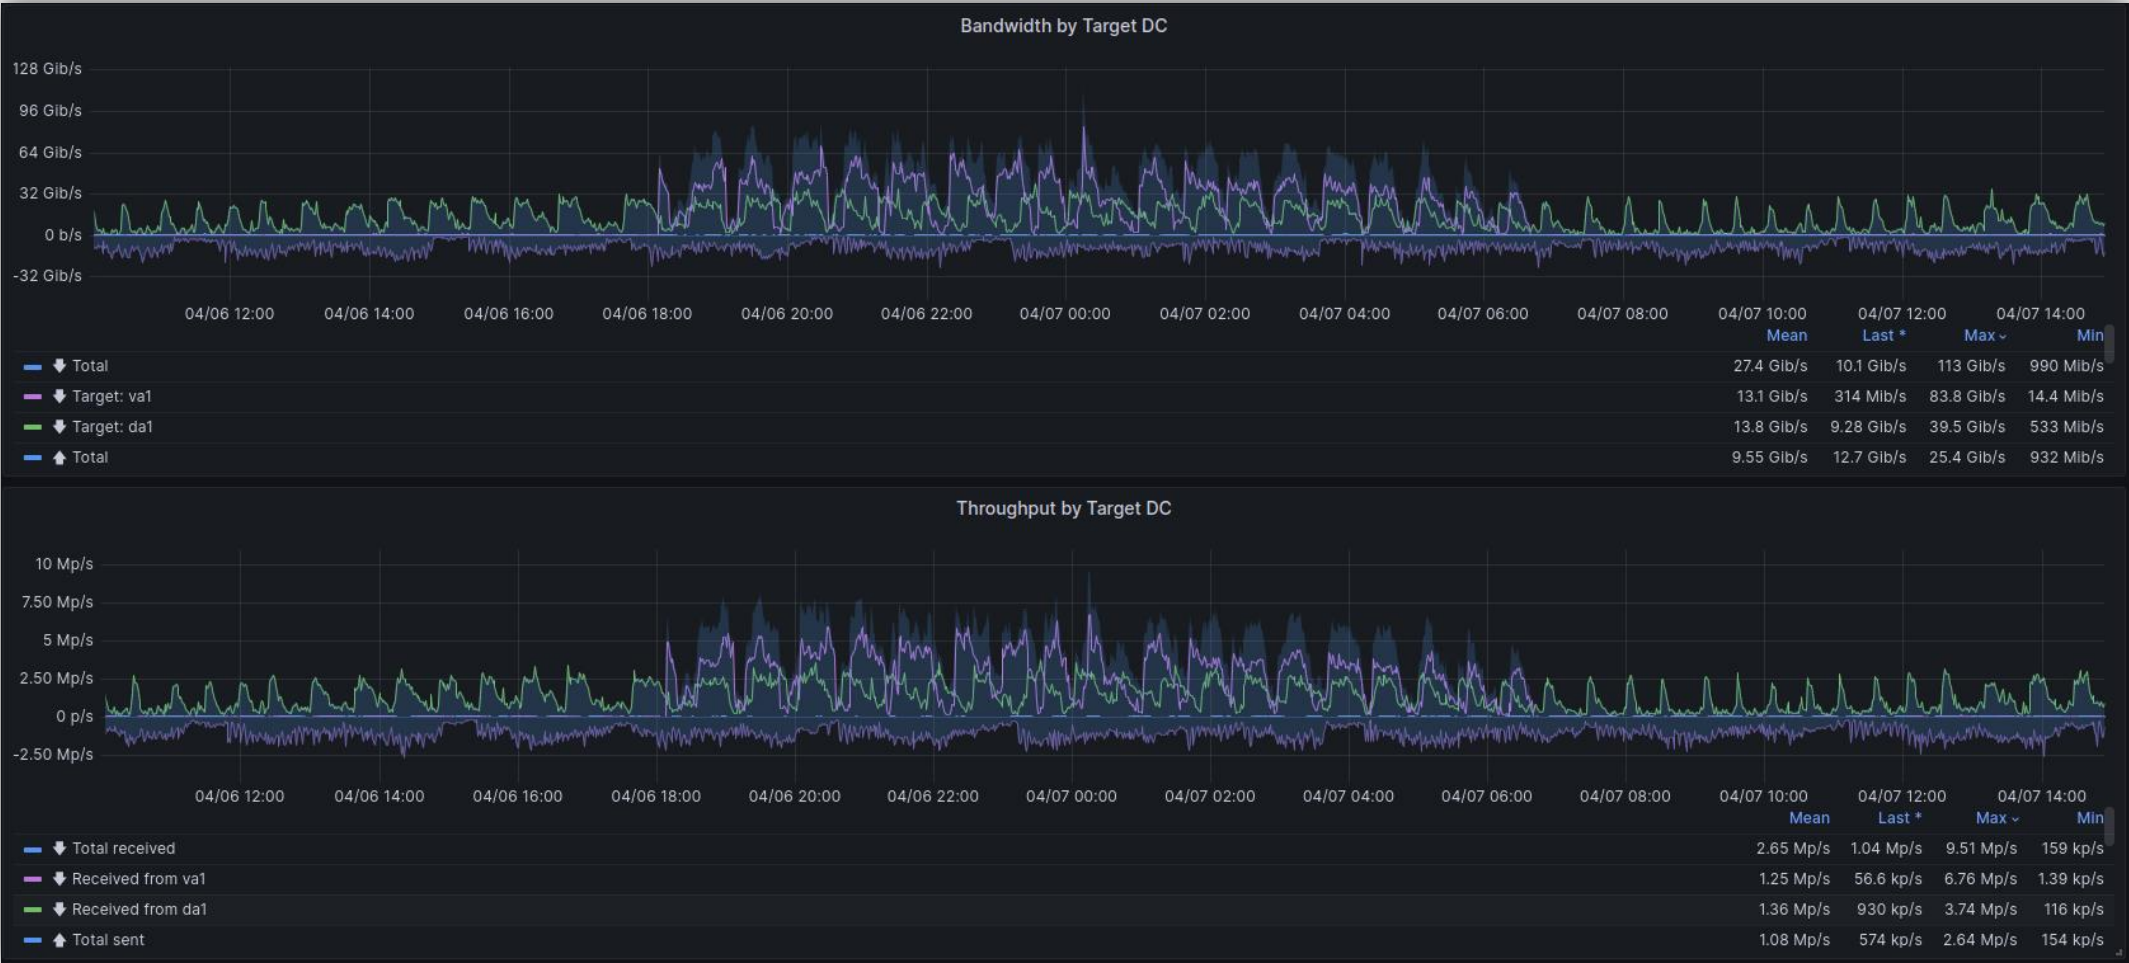 Bandwidth by Target DC
128 Gib/s
96 Gib/s
64 Gib/s
32 Gib/s
0 b/s
-32 Gib/s
04/06 12:00 04/06 14:00 04/06 16:00 04/06 18:00 04/06 20:00 04/06 22:00 04/07 00:00 04/07 02:00 04/07 04:00 04/07 06:00 04/07 08:00 04/07 10:00 04/07 12:00 04/07 14:00
Mean Last * Max Min
Total 27.4 Gib/s 10.1 Gib/s 113 Gib/s 990 Mib/s
Target: va1 13.1 Gib/s 314 Mib/s 83.8 Gib/s 14.4 Mib/s
Target: da1 13.8 Gib/s 9.28 Gib/s 39.5 Gib/s 533 Mib/s
Total 9.55 Gib/s 12.7 Gib/s 25.4 Gib/s 932 Mib/s
Throughput by Target DC
10 Mp/s
7.50 Mp/s
5 Mp/s
2.50 Mp/s
0 p/s
-2.50 Mp/s
04/06 12:00 04/06 14:00 04/06 16:00 04/06 18:00 04/06 20:00 04/06 22:00 04/07 00:00 04/07 02:00 04/07 04:00 04/07 06:00 04/07 08:00 04/07 10:00 04/07 12:00 04/07 14:00
Mean Last * Max Min
Total received 2.65 Mp/s 1.04 Mp/s 9.51 Mp/s 159 kp/s
Received from va1 1.25 Mp/s 56.6 kp/s 6.76 Mp/s 1.39 kp/s
Received from da1 1.36 Mp/s 930 kp/s 3.74 Mp/s 116 kp/s
Total sent 1.08 Mp/s 574 kp/s 2.64 Mp/s 154 kp/s